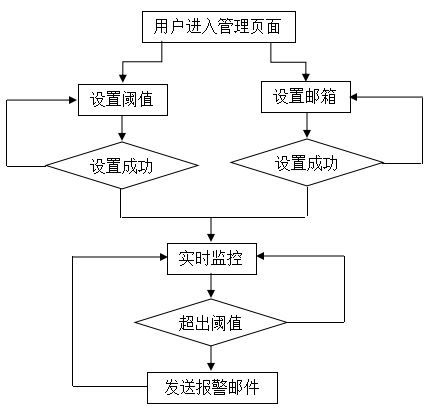 用户进入管理页面
设置阈值
设置邮箱
设置成功
设置成功
实时监控
超出阈值
发送报警邮件